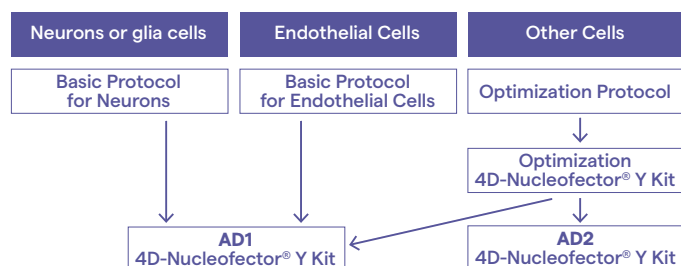 Neurons or glia cells
Endothelial Cells
Other Cells
Basic Protocol
for Neurons
Basic Protocol
for Endothelial Cells
Optimization Protocol
Optimization
4D-Nucleofector® Y Kit
AD1
4D-Nucleofector® Y Kit
AD2
4D-Nucleofector® Y Kit